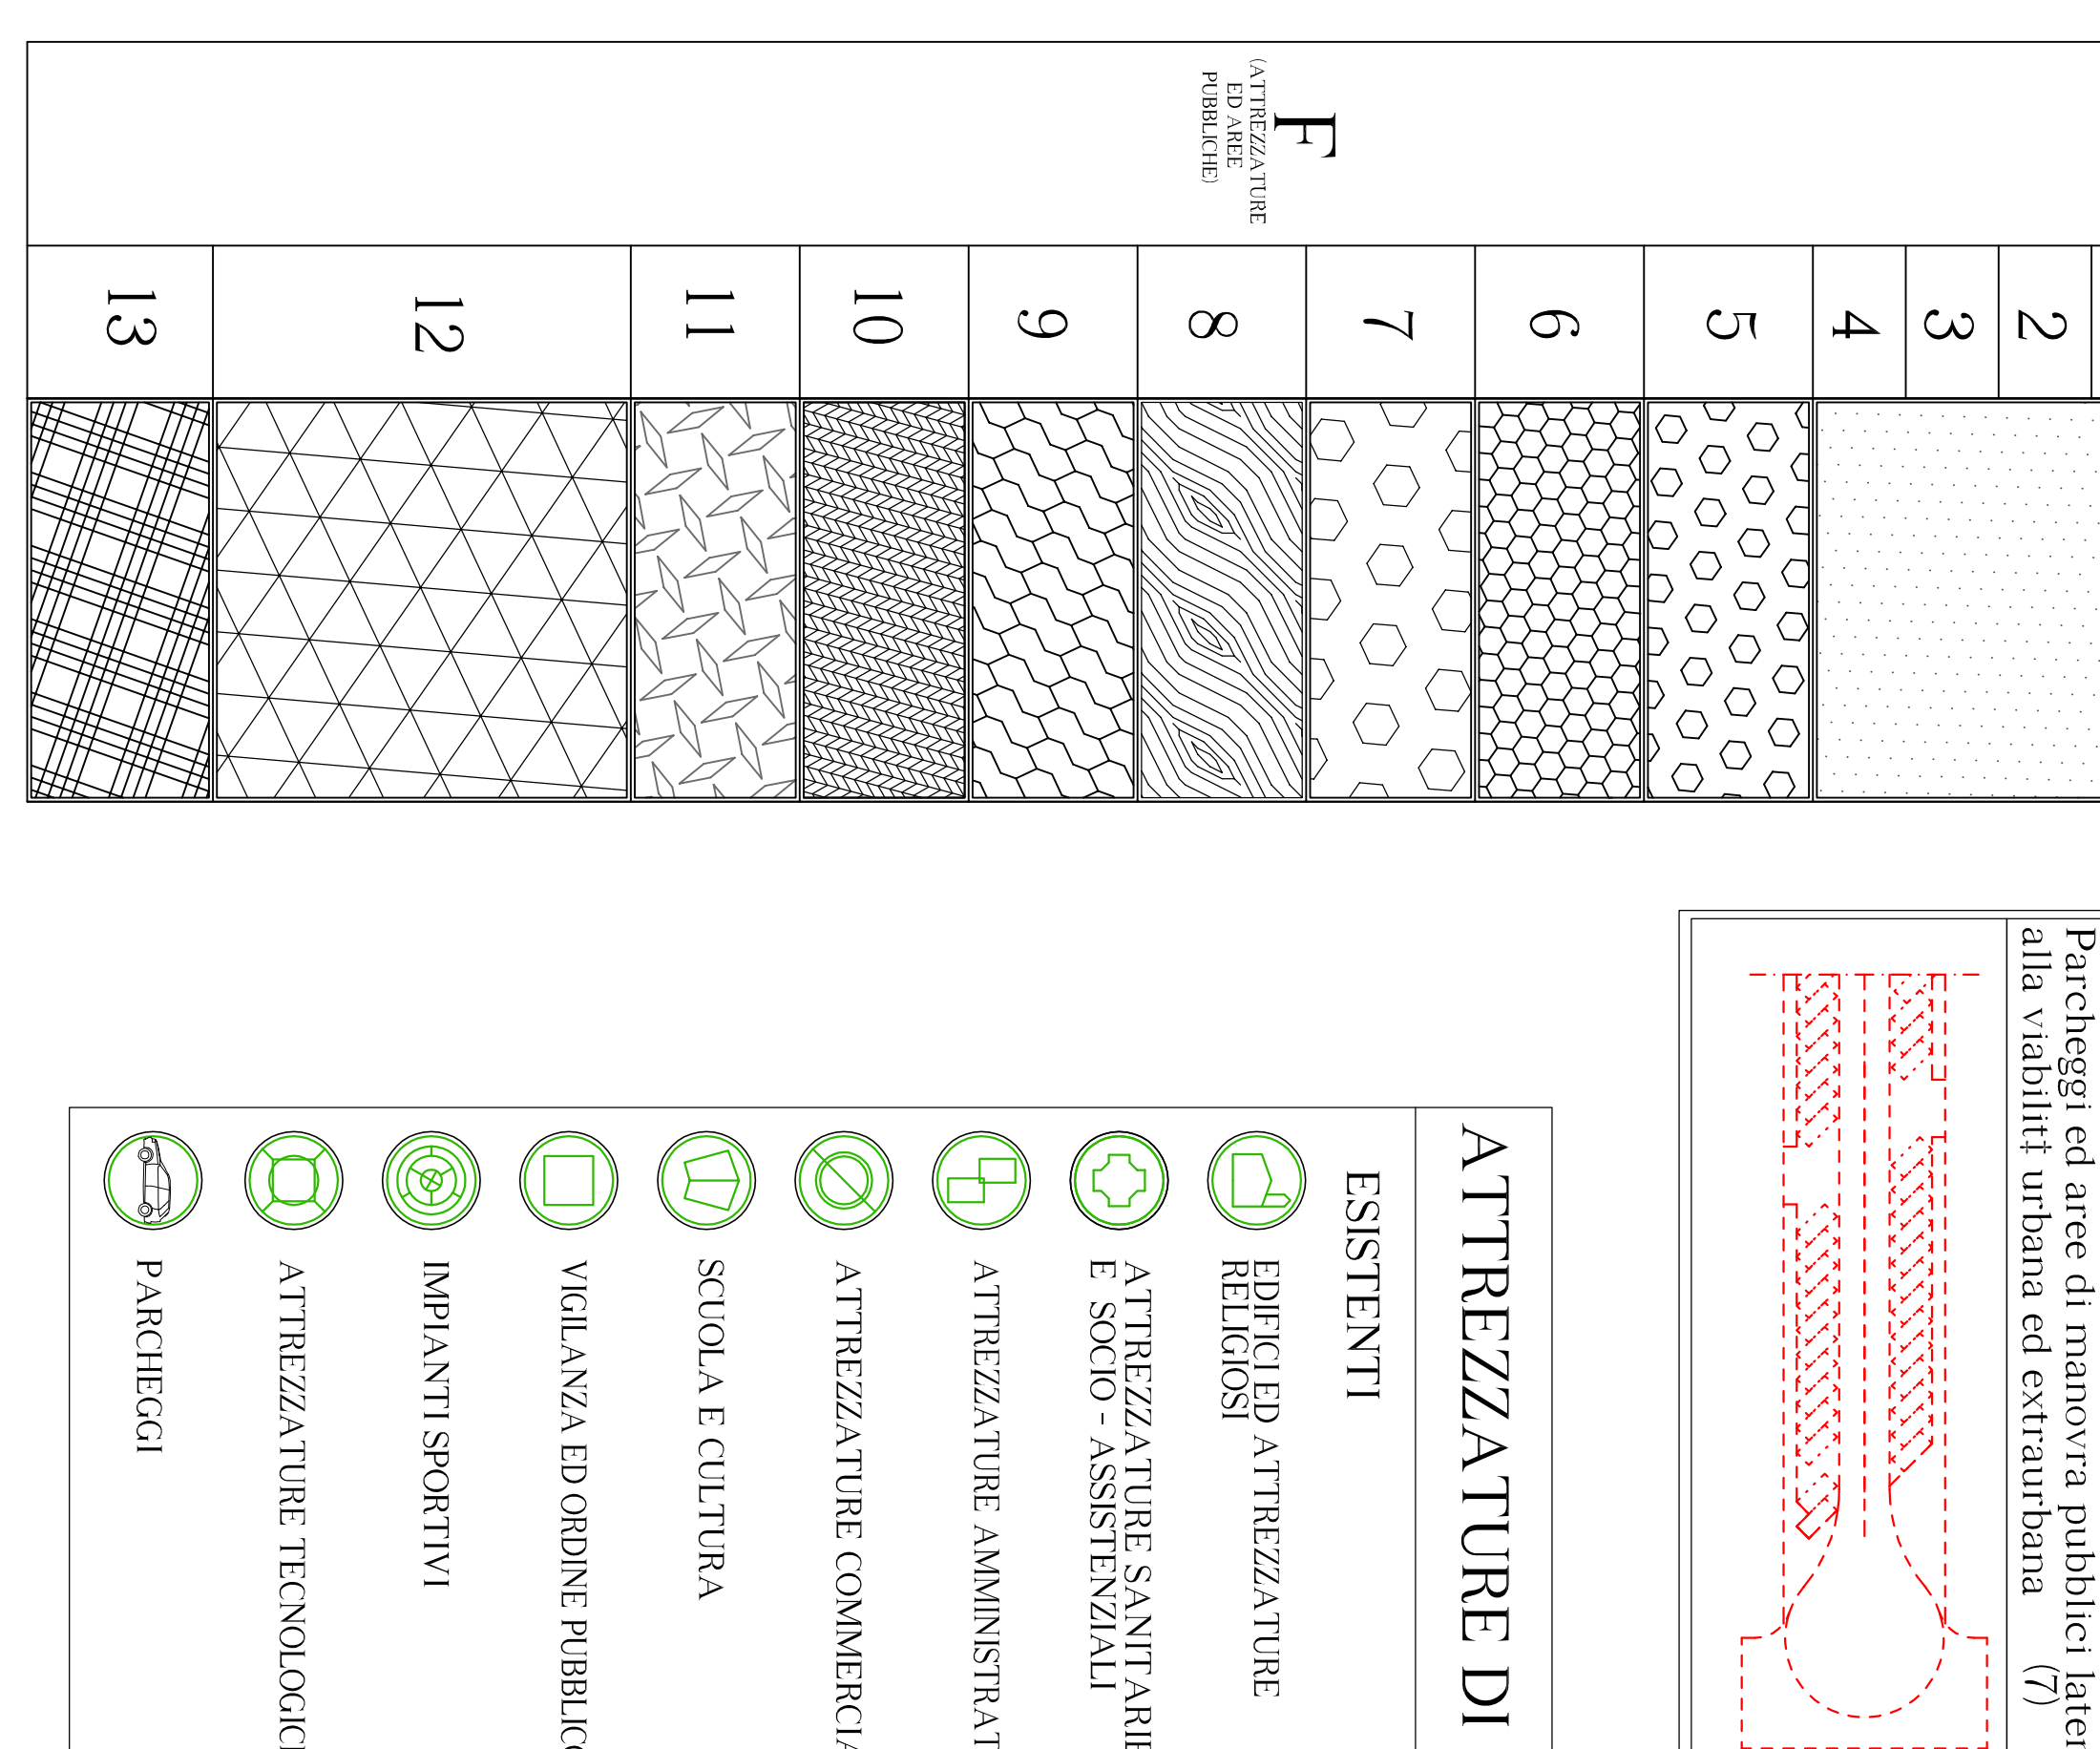 F
(ATTREZZATURE
ED AREE
PUBBLICHE)
2
3
4
5
6
7
8
9
10
11
12
13
Parcheggi ed aree di manovra pubblici later
alla viabilit‡ urbana ed extraurbana (7)
ATTREZZATURE DI
ESISTENTI
EDIFICI ED ATTREZZATURE
RELIGIOSI
ATTREZZATURE SANITARIE
E SOCIO - ASSISTENZIALI
ATTREZZATURE AMMINISTRAT
ATTREZZATURE COMMERCIA
SCUOLA E CULTURA
VIGILANZA ED ORDINE PUBBLICO
IMPIANTI SPORTIVI
ATTREZZATURE TECNOLOGICH
PARCHEGGI